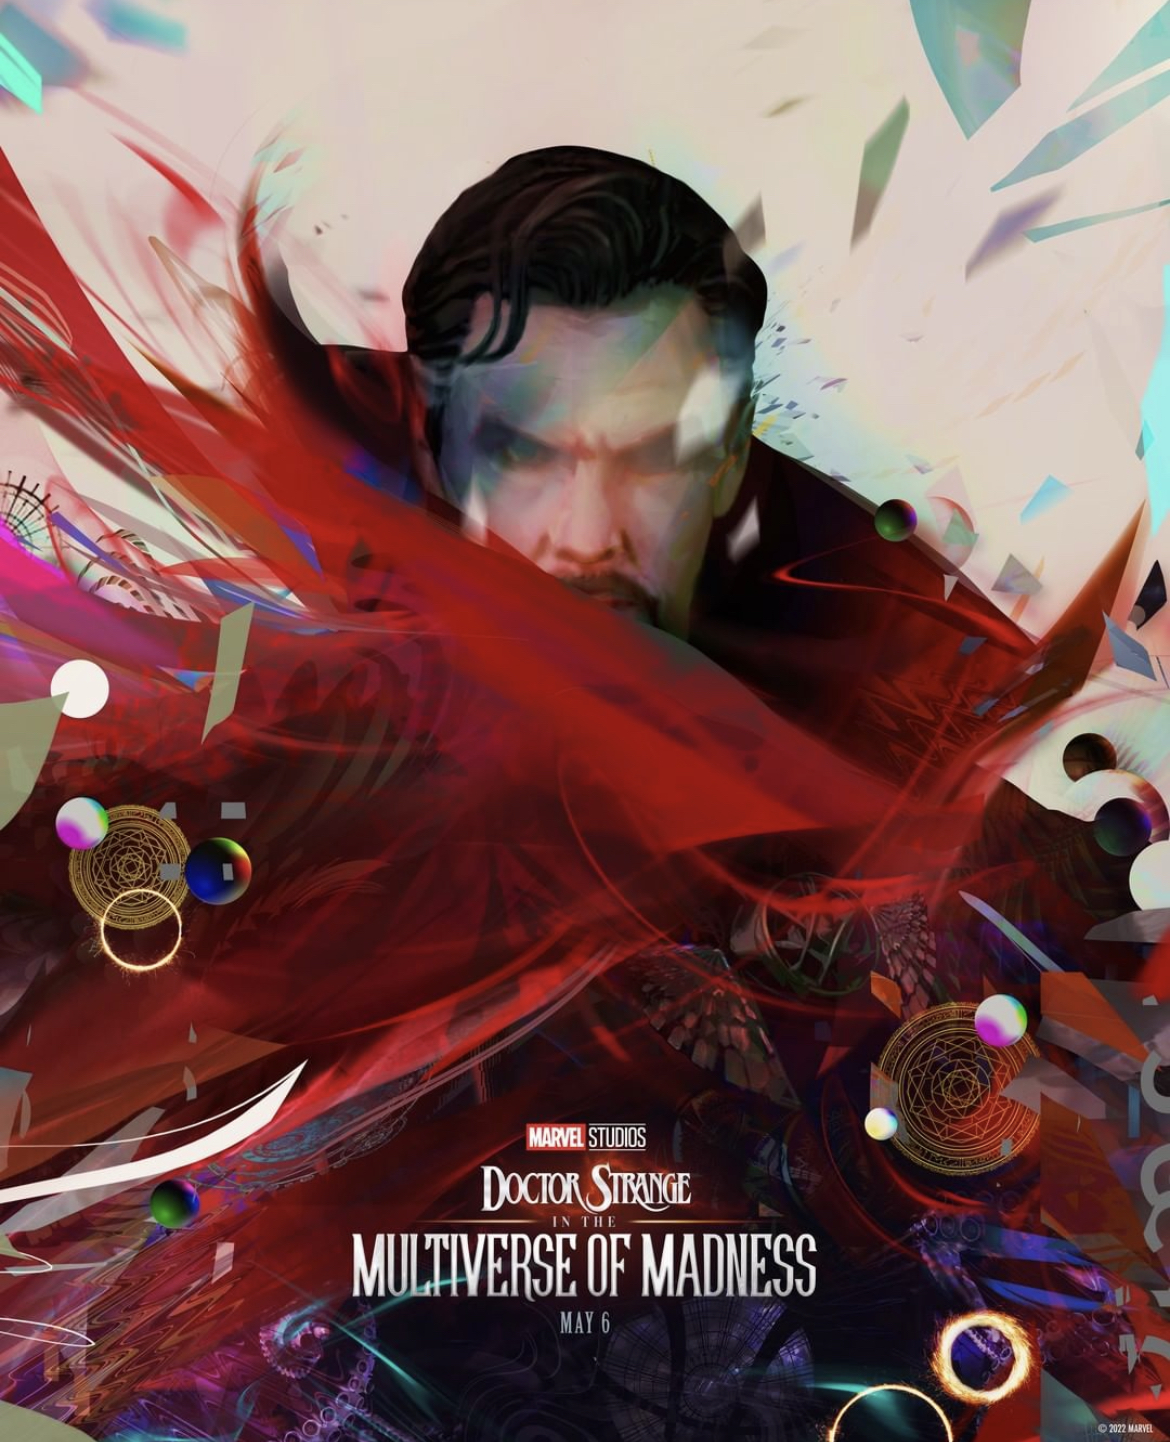 MARVEL STUDIOS
DOCTOR STRANGE
IN THE
MULTIVERSE OF MADNESS
MAY 6
© 2022 MARVEL